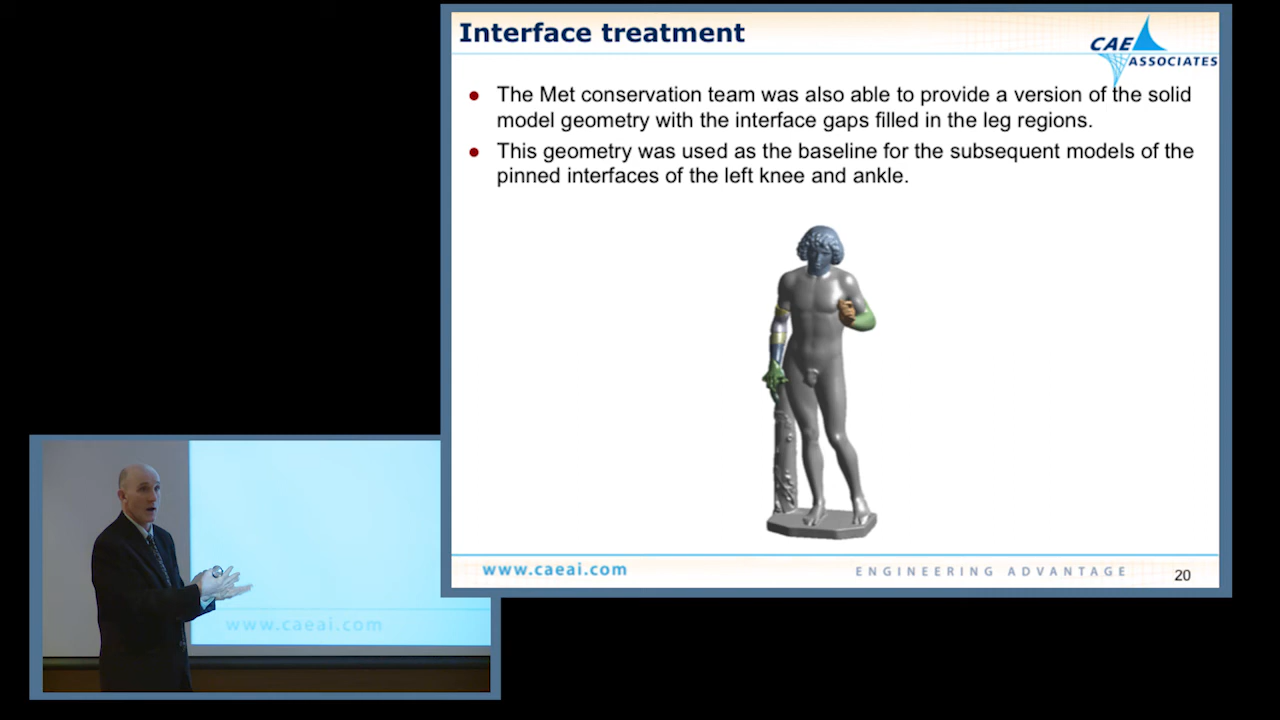 Interface treatment
CAE
ASSOCIATES
● The Met conservation team was also able to provide a version of the solid
model geometry with the interface gaps filled in the leg regions.
● This geometry was used as the baseline for the subsequent models of the
pinned interfaces of the left knee and ankle.
www.caeai.com
ENGINEERING ADVANTAGE
20
www.caeai.com